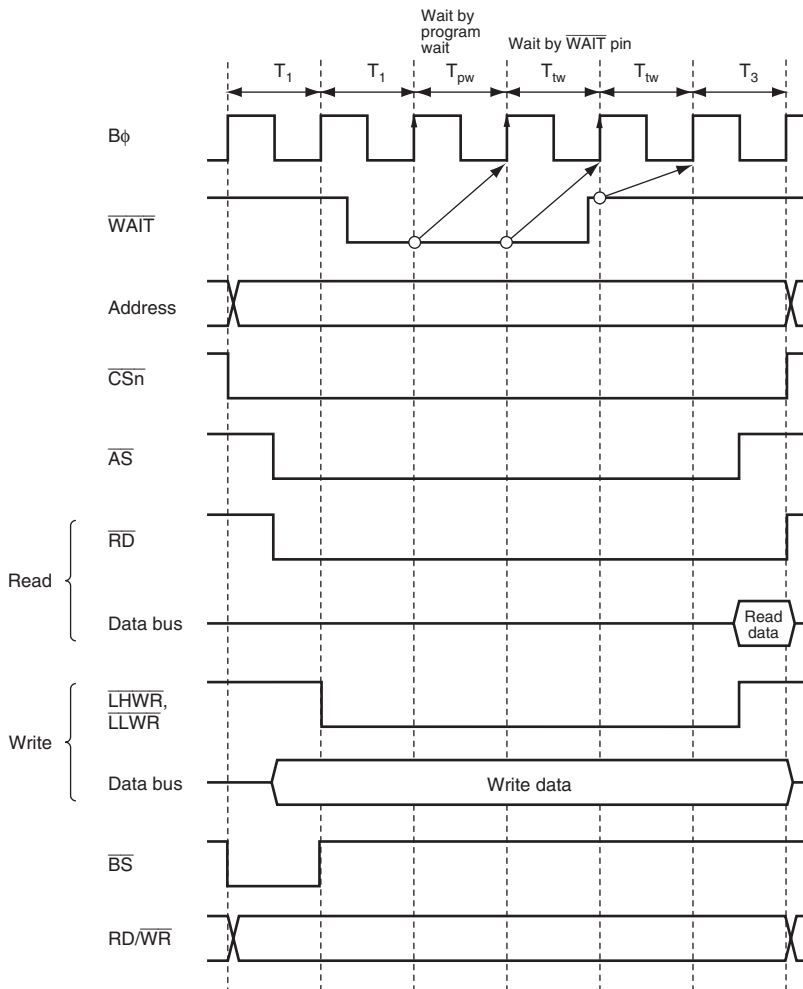 Wait by
program
wait
Wait by WAIT pin
T1 T1 Tpw Ttw Ttw T3
Bϕ
WAIT
Address
CSn
AS
RD
Read
Data bus
Read
data
LHWR,
LLWR
Write
Data bus
Write data
BS
RD/WR